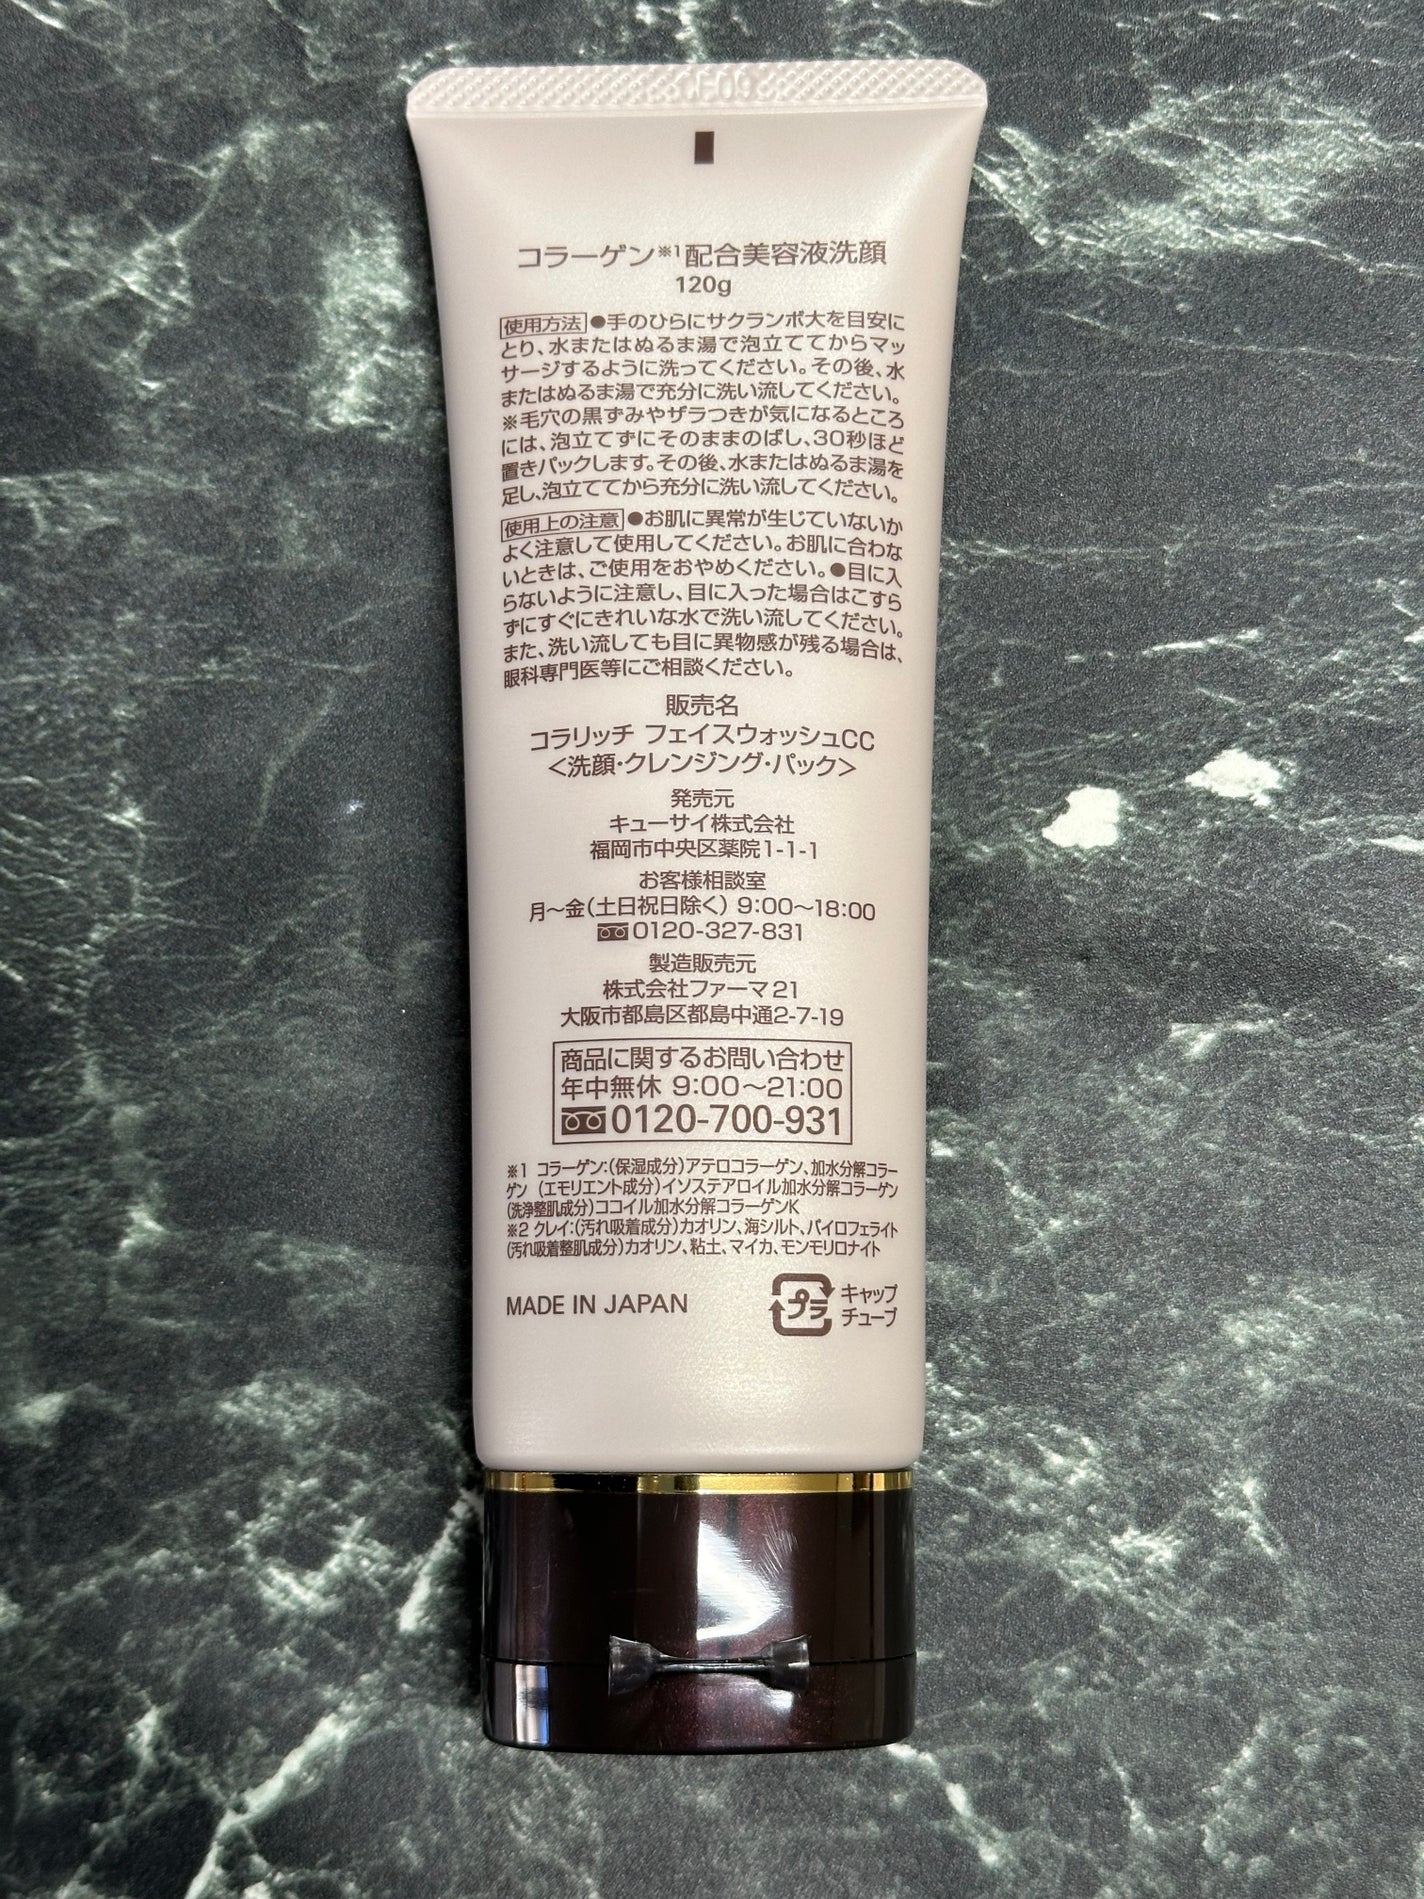 コラーゲン※1配合美容液洗顔
120g
使用方法●手のひらにサクランボ大を目安に
とり、水またはぬるま湯で泡立ててからマッ
サージするように洗ってください。その後、水
またはぬるま湯で充分に洗い流してください。
※毛穴の黒ずみやザラつきが気になるところ
には、泡立てずにそのままのばし、30秒ほど
置きパックします。その後、水またはぬるま湯を
足し、泡立ててから充分に洗い流してください。
使用上の注意●お肌に異常が生じていないか
よく注意して使用してください。お肌に合わな
いときは、ご使用をおやめください。●目に入
らないように注意し、目に入った場合はこすら
ずにすぐにきれいな水で洗い流してください。
また、洗い流しても目に異物感が残る場合は、
眼科専門医等にご相談ください。
販売名
コラリッチ フェイスウォッシュCC
<洗顔・クレンジング・パック>
発売元
キューサイ株式会社
福岡市中央区薬院1-1-1
お客様相談室
月〜金(土日祝日除く) 9:00〜18:00
0120-327-831
製造販売元
株式会社ファーマ21
大阪市都島区都島中通2-7-19
商品に関するお問い合わせ
年中無休 9:00〜21:00
0120-700-931
※1 コラーゲン:(保湿成分)アテロコラーゲン、加水分解コラー
ゲン (エモリエント成分)イソステアロイル加水分解コラーゲン
(洗浄整肌成分)ココイル加水分解コラーゲンK
※2 クレイ:(汚れ吸着成分)カオリン、海シルト、パイロフェライト
(汚れ吸着整肌成分)カオリン、粘土、マイカ、モンモリロナイト
MADE IN JAPAN
プラ キャップ
チューブ